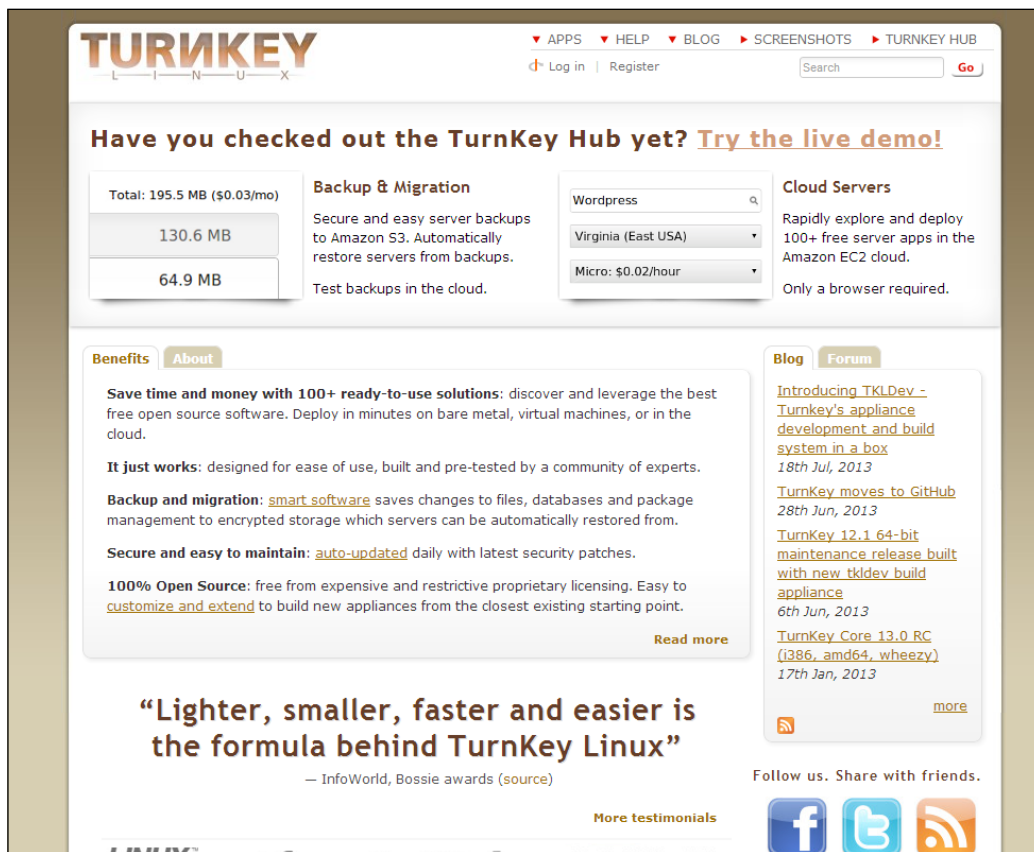 TURNKEY
LINUX
▼ APPS ▼ HELP ▼ BLOG ► SCREENSHOTS ► TURNKEY HUB
Log in | Register
Search
Go
Have you checked out the TurnKey Hub yet? Try the live demo!
Total: 195.5 MB ($0.03/mo)
130.6 MB
64.9 MB
Backup & Migration
Secure and easy server backups
to Amazon S3. Automatically
restore servers from backups.
Test backups in the cloud.
Wordpress
Virginia (East USA)
Micro: $0.02/hour
Cloud Servers
Rapidly explore and deploy
100+ free server apps in the
Amazon EC2 cloud.
Only a browser required.
Benefits About
Save time and money with 100+ ready-to-use solutions: discover and leverage the best
free open source software. Deploy in minutes on bare metal, virtual machines, or in the
cloud.
It just works: designed for ease of use, built and pre-tested by a community of experts.
Backup and migration: smart software saves changes to files, databases and package
management to encrypted storage which servers can be automatically restored from.
Secure and easy to maintain: auto-updated daily with latest security patches.
100% Open Source: free from expensive and restrictive proprietary licensing. Easy to
customize and extend to build new appliances from the closest existing starting point.
Read more
Blog Forum
Introducing TKLDev -
Turnkey's appliance
development and build
system in a box
18th Jul, 2013
TurnKey moves to GitHub
28th Jun, 2013
TurnKey 12.1 64-bit
maintenance release built
with new tkldev build
appliance
6th Jun, 2013
TurnKey Core 13.0 RC
(i386, amd64, wheezy)
17th Jan, 2013
more
“Lighter, smaller, faster and easier is
the formula behind TurnKey Linux”
— InfoWorld, Bossie awards (source)
More testimonials
Follow us. Share with friends.
LINUX